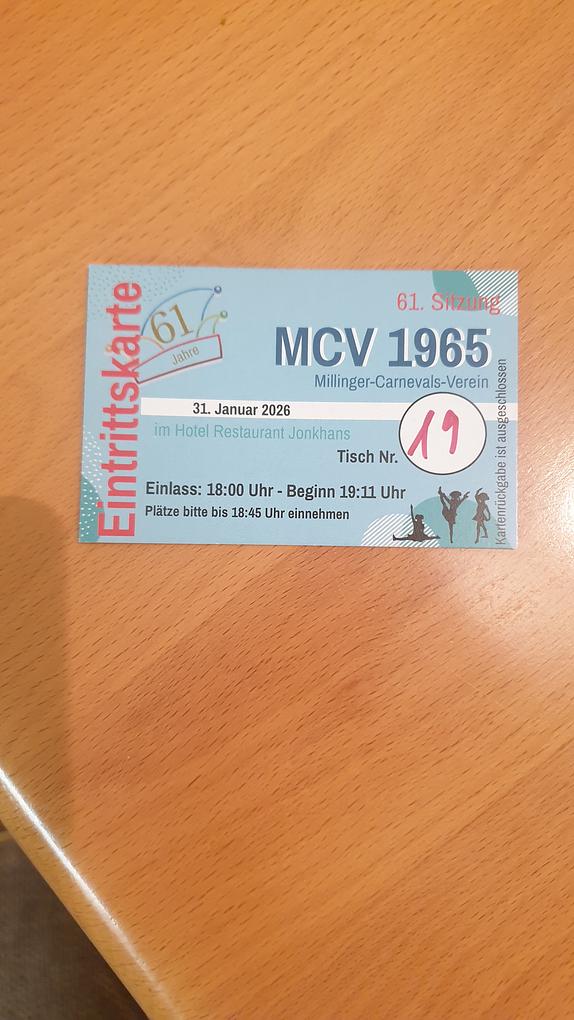 Eintrittskarte
61
Jahre
61. Sitzung
MCV 1965
Millinger-Carnevals-Verein
31. Januar 2026
im Hotel Restaurant Jonkhans
Tisch Nr. 19
Einlass: 18:00 Uhr - Beginn 19:11 Uhr
Plätze bitte bis 18:45 Uhr einnehmen
Kartenrückgabe ist ausgeschlossen